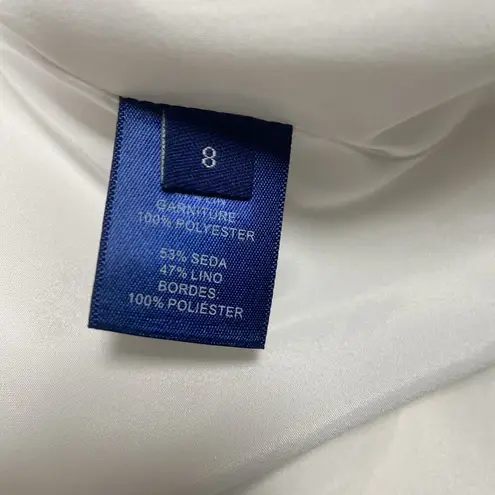 8
GARNITURE
100% POLYESTER
53% SEDA
47% LINO
BORDES:
100% POLIÉSTER